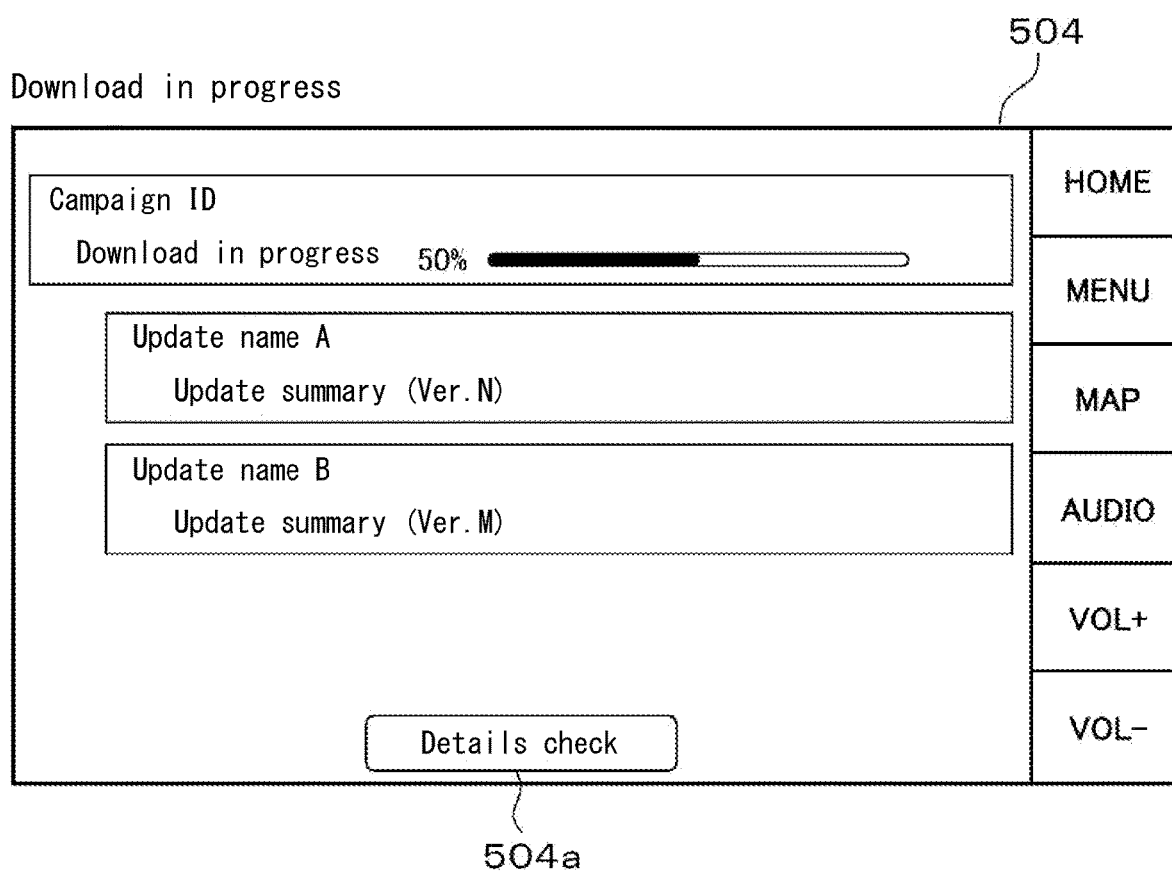 504
Download in progress
Campaign ID
Download in progress 50%
Update name A
Update summary (Ver.N)
Update name B
Update summary (Ver.M)
Details check
504a
HOME
MENU
MAP
AUDIO
VOL+
VOL-